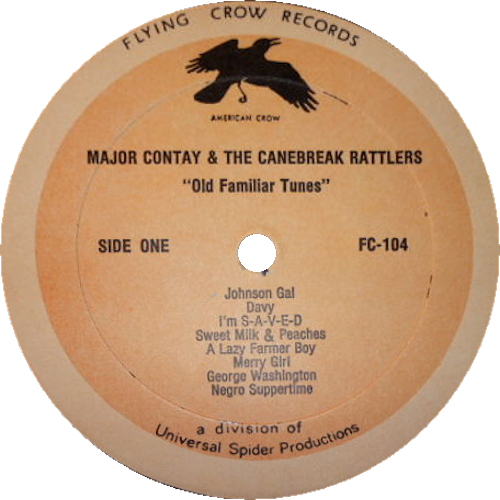 FLYING CROW RECORDS
AMERICAN CROW
MAJOR CONTAY & THE CANEBREAK RATTLERS
"Old Familiar Tunes"
SIDE ONE FC-104
Johnson Gal
Davy
I'm S-A-V-E-D
Sweet Milk & Peaches
A Lazy Farmer Boy
Merry Girl
George Washington
Negro Suppertime
a division of
Universal Spider Productions